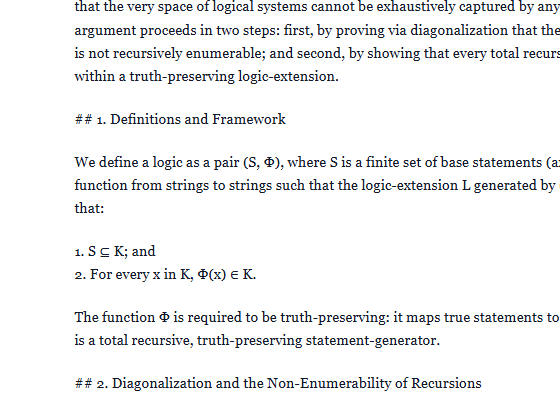 that the very space of logical systems cannot be exhaustively captured by any
argument proceeds in two steps: first, by proving via diagonalization that the
is not recursively enumerable; and second, by showing that every total recurs
within a truth-preserving logic-extension.
## 1. Definitions and Framework
We define a logic as a pair (S, Φ), where S is a finite set of base statements (a
function from strings to strings such that the logic-extension L generated by
that:
1. S ⊆ K; and
2. For every x in K, Φ(x) ∈ K.
The function Φ is required to be truth-preserving: it maps true statements to
is a total recursive, truth-preserving statement-generator.
## 2. Diagonalization and the Non-Enumerability of Recursions